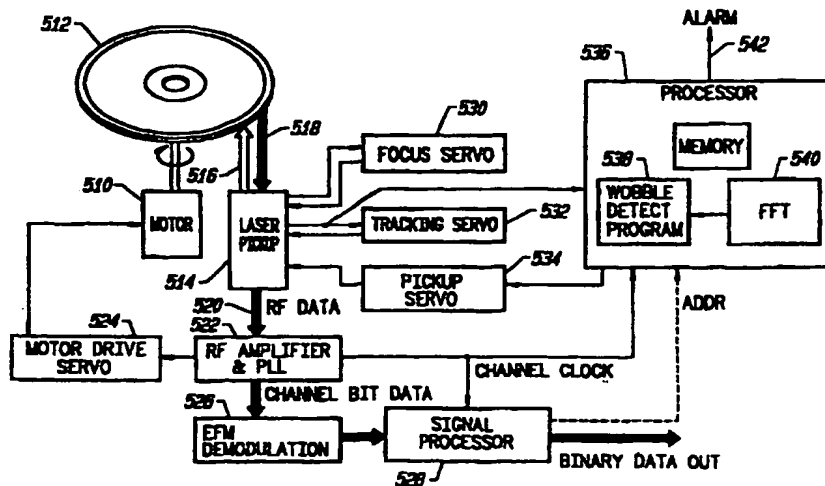 512
ALARM
542
536
PROCESSOR
518
530
FOCUS SERVO
MEMORY
516
538
540
510
WOBBLE
DETECT
PROGRAM
FFT
MOTOR
LASER
PICKUP
TRACKING SERVO
532
514
534
PICKUP
SERVO
520
RF DATA
ADDR
524
522
MOTOR DRIVE
SERVO
RF AMPLIFIER
& PLL
CHANNEL CLOCK
CHANNEL BIT DATA
526
EFM
DEMODULATION
SIGNAL
PROCESSOR
BINARY DATA OUT
528